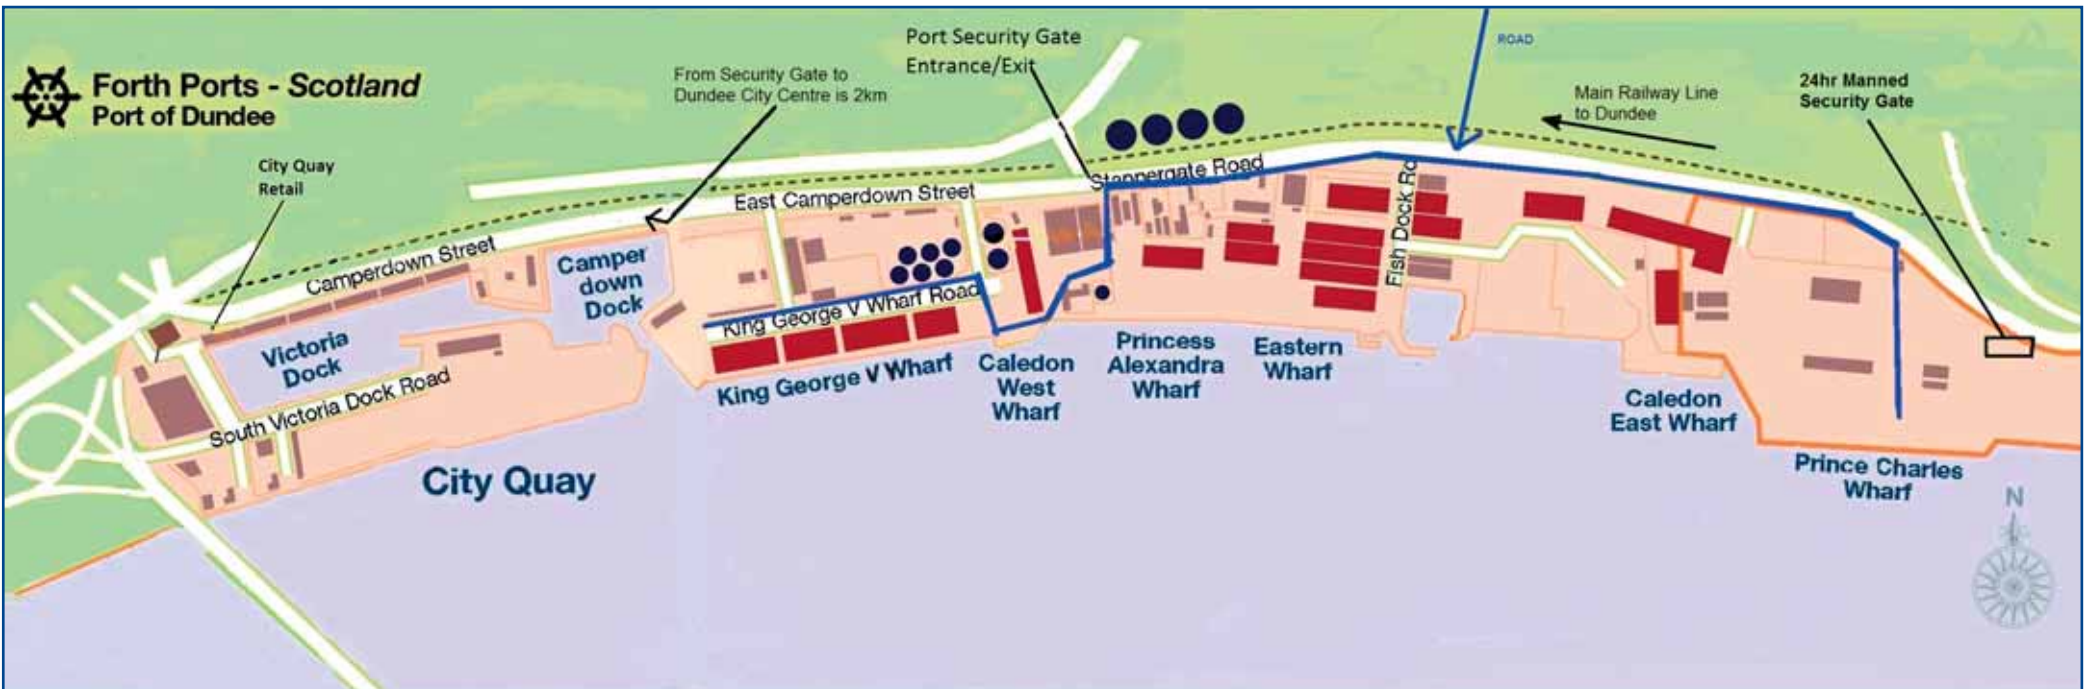 Forth Ports - Scotland
Port of Dundee
City Quay
Retail
From Security Gate to
Dundee City Centre is 2km
Port Security Gate
Entrance/Exit
ROAD
Main Railway Line
to Dundee
24hr Manned
Security Gate
Camperdown Street
East Camperdown Street
Stannergate Road
Fish Dock Rd
Victoria
Dock
Camper
down
Dock
King George V Wharf Road
South Victoria Dock Road
King George V Wharf
Caledon
West
Wharf
Princess
Alexandra
Wharf
Eastern
Wharf
Caledon
East Wharf
Prince Charles
Wharf
City Quay
N